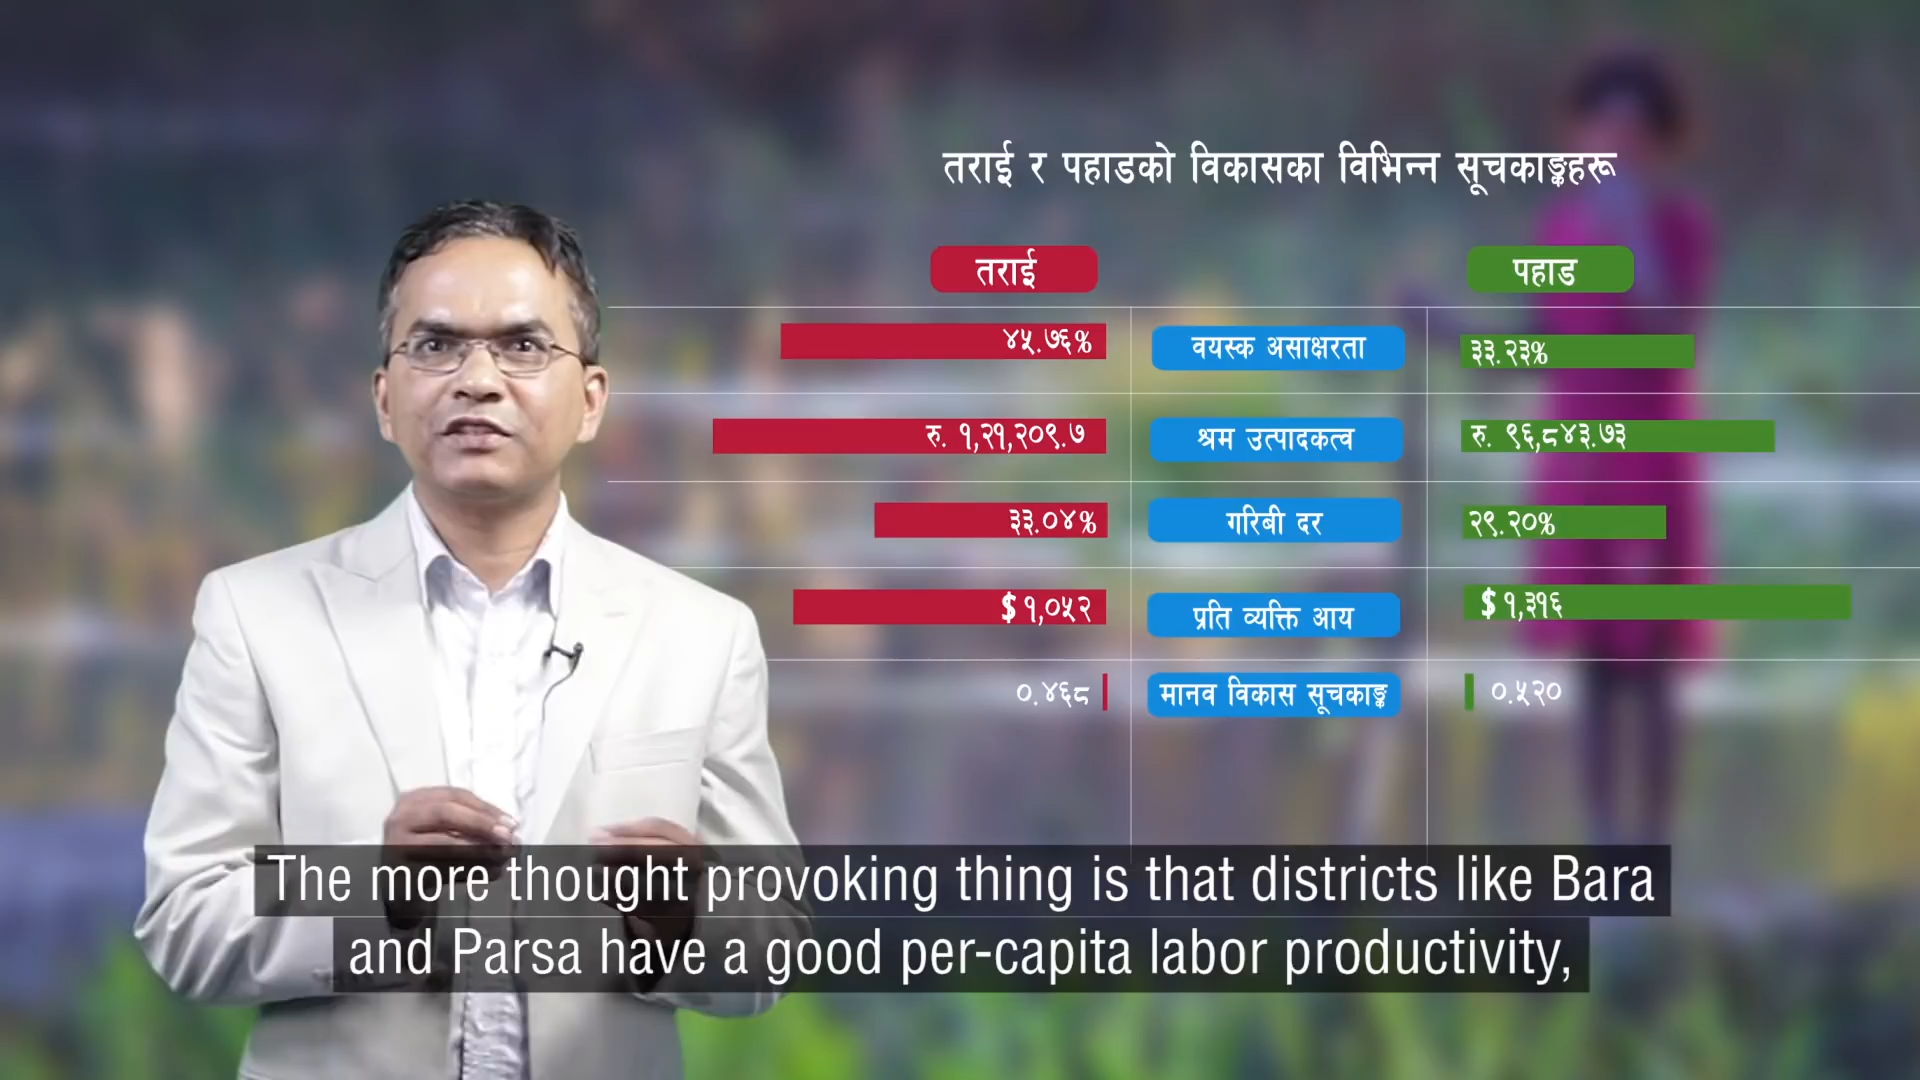 तराई र पहाडको विकासका विभिन्न सूचकाङ्कहरू
तराई
पहाड
४५.७६%
वयस्क असाक्षरता
३३.२३%
रु. १,२१,२०९.७
श्रम उत्पादकत्व
रु. ९६,८४३.७३
३३.०४%
गरिबी दर
२९.२०%
$ १,०५२
प्रति व्यक्ति आय
$ १,३१६
०.४६८
मानव विकास सूचकाङ्क
०.५२०
The more thought provoking thing is that districts like Bara
and Parsa have a good per-capita labor productivity,